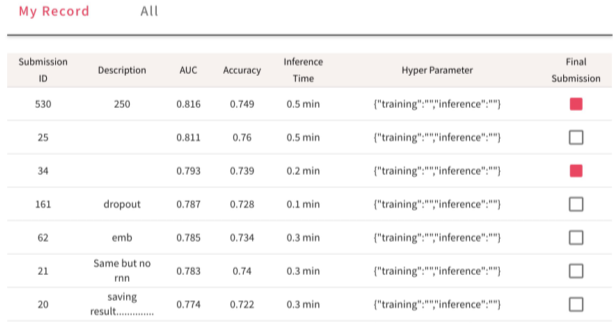 My Record All
Submission ID Description AUC Accuracy Inference Time Hyper Parameter Final Submission
530 250 0.816 0.749 0.5 min {"training":"","inference":""}
25 0.811 0.76 0.5 min {"training":"","inference":""}
34 0.793 0.739 0.2 min {"training":"","inference":""}
161 dropout 0.787 0.728 0.1 min {"training":"","inference":""}
62 emb 0.785 0.734 0.3 min {"training":"","inference":""}
21 Same but no rnn 0.783 0.74 0.3 min {"training":"","inference":""}
20 saving result.............. 0.774 0.722 0.3 min {"training":"","inference":""}